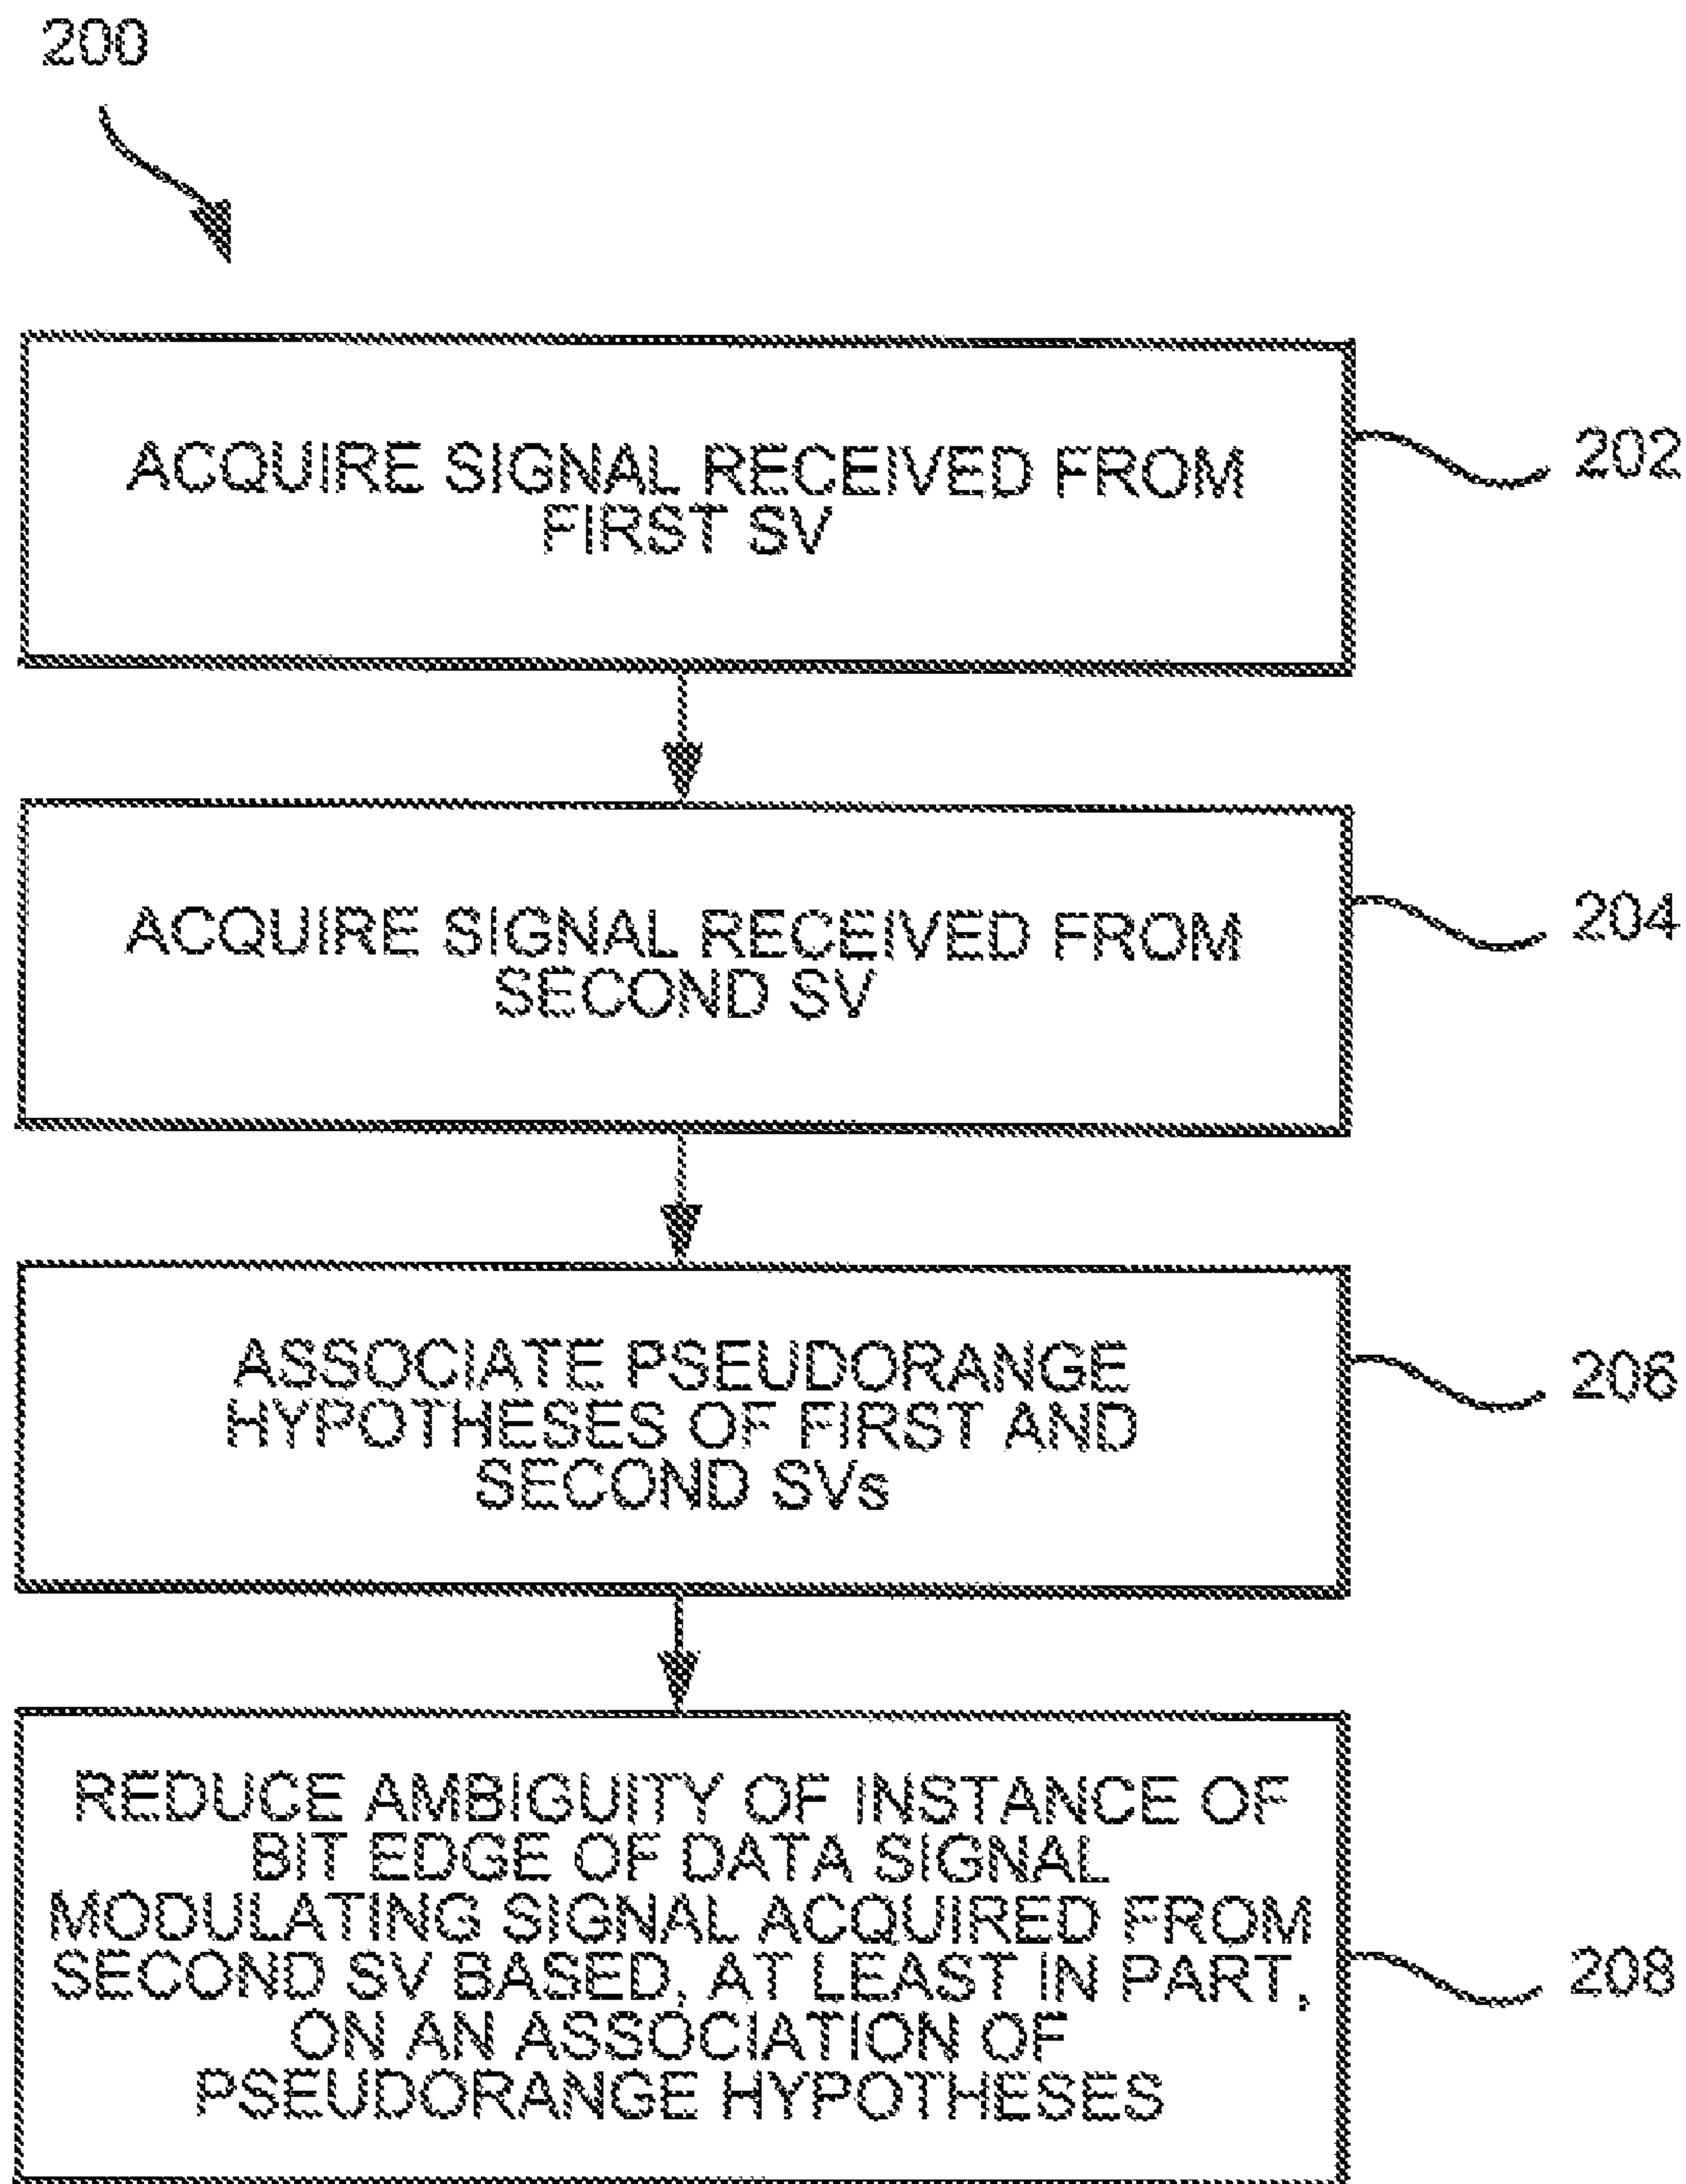 200
ACQUIRE SIGNAL RECEIVED FROM
FIRST SV
202
ACQUIRE SIGNAL RECEIVED FROM
SECOND SV
204
ASSOCIATE PSEUDORANGE
HYPOTHESES OF FIRST AND
SECOND SVs
206
REDUCE AMBIGUITY OF INSTANCE OF
BIT EDGE OF DATA SIGNAL
MODULATING SIGNAL ACQUIRED FROM
SECOND SV BASED, AT LEAST IN PART,
ON AN ASSOCIATION OF
PSEUDORANGE HYPOTHESES
208